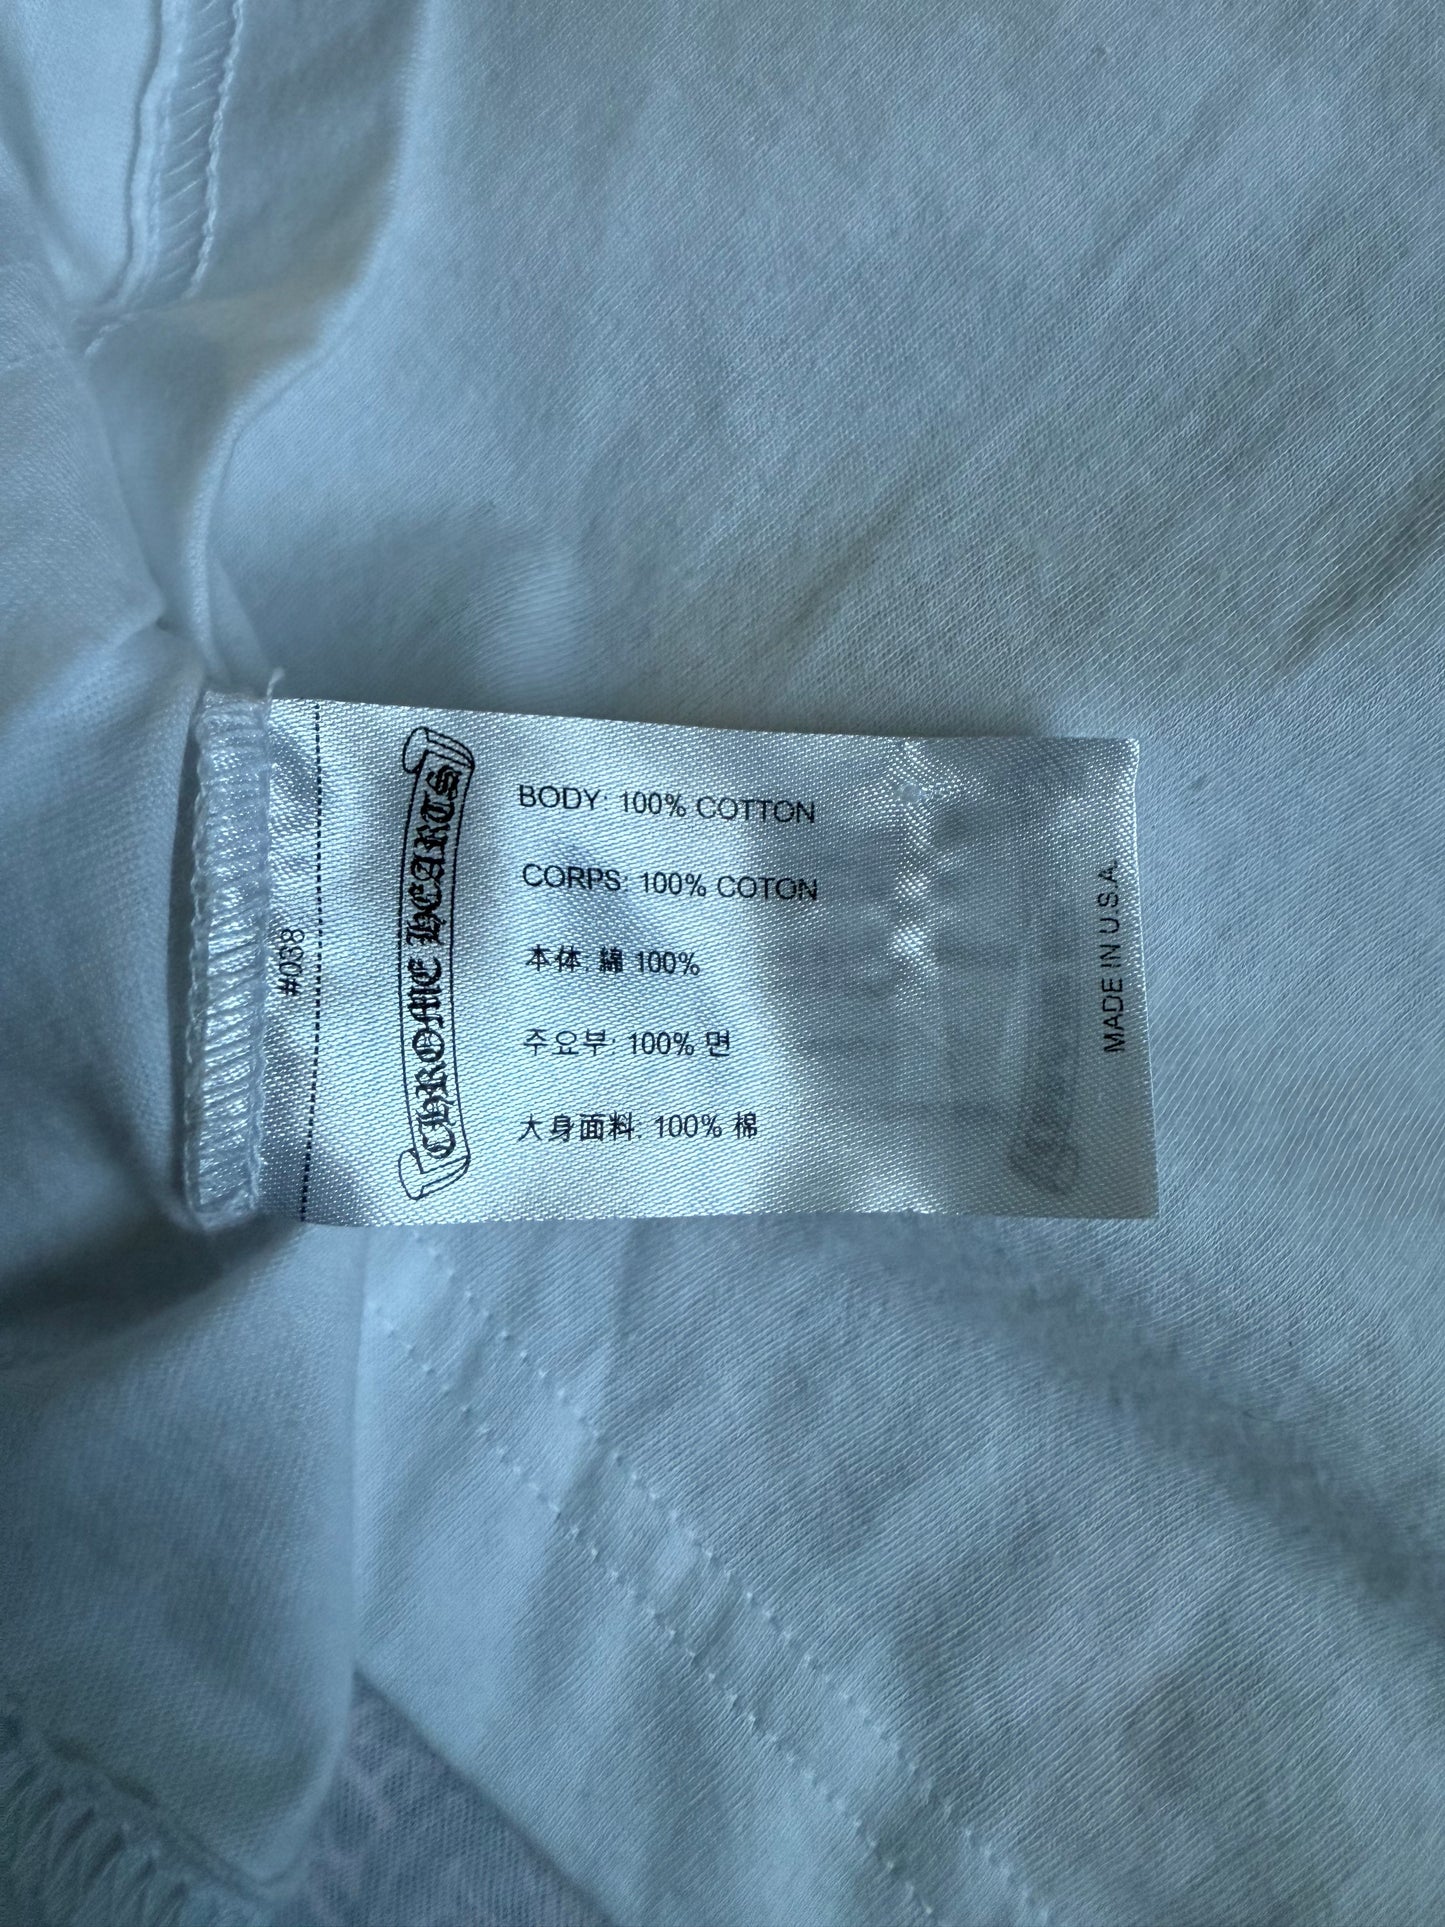 #038
CHROME HEARTS
BODY: 100% COTTON
CORPS: 100% COTON
本体: 綿 100%
주요부: 100% 면
大身面料: 100% 棉
MADE IN U.S.A.